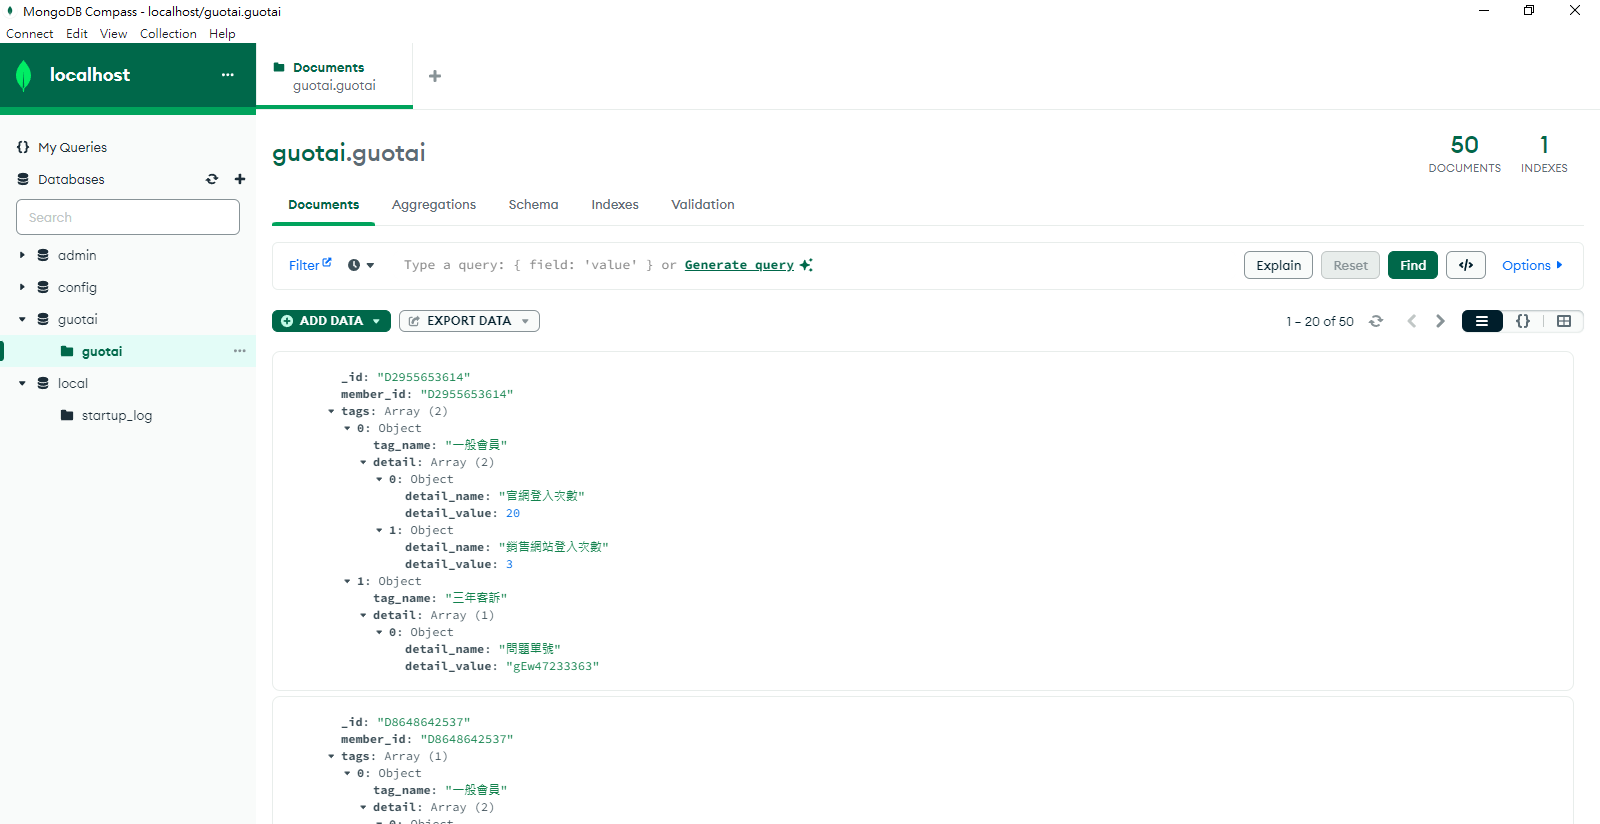 MongoDB Compass - localhost/guotai.guotai
Connect Edit View Collection Help
localhost
Documents
guotai.guotai
My Queries
Databases
Search
admin
config
guotai
guotai
local
startup_log
guotai.guotai
50
DOCUMENTS
1
INDEXES
Documents Aggregations Schema Indexes Validation
Filter
Type a query: { field: 'value' } or Generate query
Explain Reset Find </> Options
ADD DATA EXPORT DATA
1 – 20 of 50
_id: "D2955653614"
member_id: "D2955653614"
tags: Array (2)
0: Object
tag_name: "一般會員"
detail: Array (2)
0: Object
detail_name: "官網登入次數"
detail_value: 20
1: Object
detail_name: "銷售網站登入次數"
detail_value: 3
1: Object
tag_name: "三年客訴"
detail: Array (1)
0: Object
detail_name: "問題單號"
detail_value: "gEw47233363"
_id: "D8648642537"
member_id: "D8648642537"
tags: Array (1)
0: Object
tag_name: "一般會員"
detail: Array (2)
0: Object